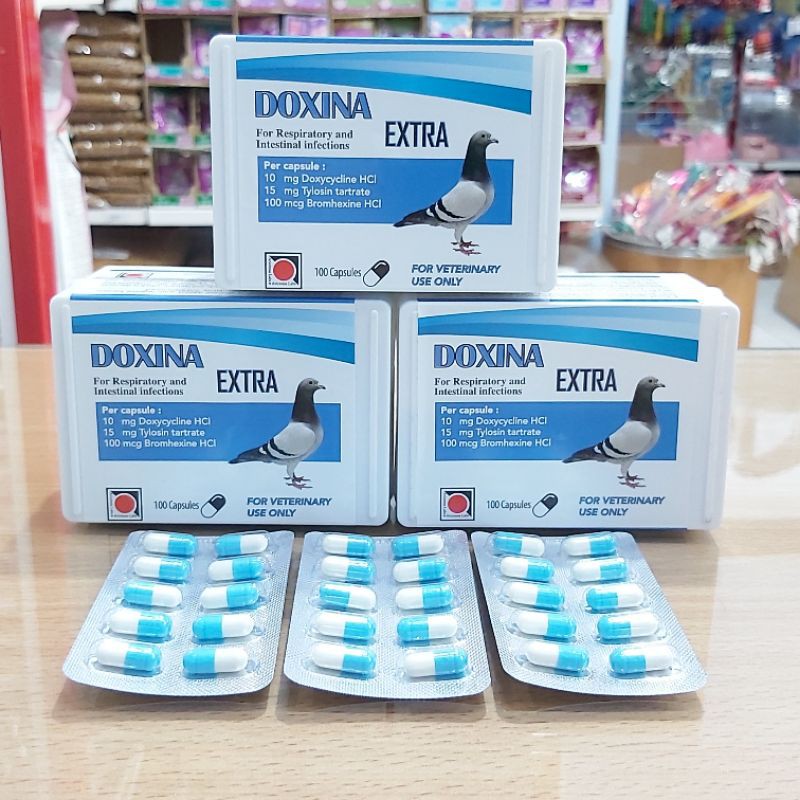 DOXINA
EXTRA
For Respiratory and
Intestinal infections
Per capsule :
10 mg Doxycycline HCl
15 mg Tylosin tartrate
100 mcg Bromhexine HCl
100 Capsules
FOR VETERINARY
USE ONLY
DOXINA
EXTRA
For Respiratory and
Intestinal infections
Per capsule :
10 mg Doxycycline HCl
15 mg Tylosin tartrate
100 mcg Bromhexine HCl
100 Capsules
FOR VETERINARY
USE ONLY
DOXINA
EXTRA
For Respiratory and
Intestinal infections
Per capsule :
10 mg Doxycycline HCl
15 mg Tylosin tartrate
100 mcg Bromhexine HCl
100 Capsules
FOR VETERINARY
USE ONLY